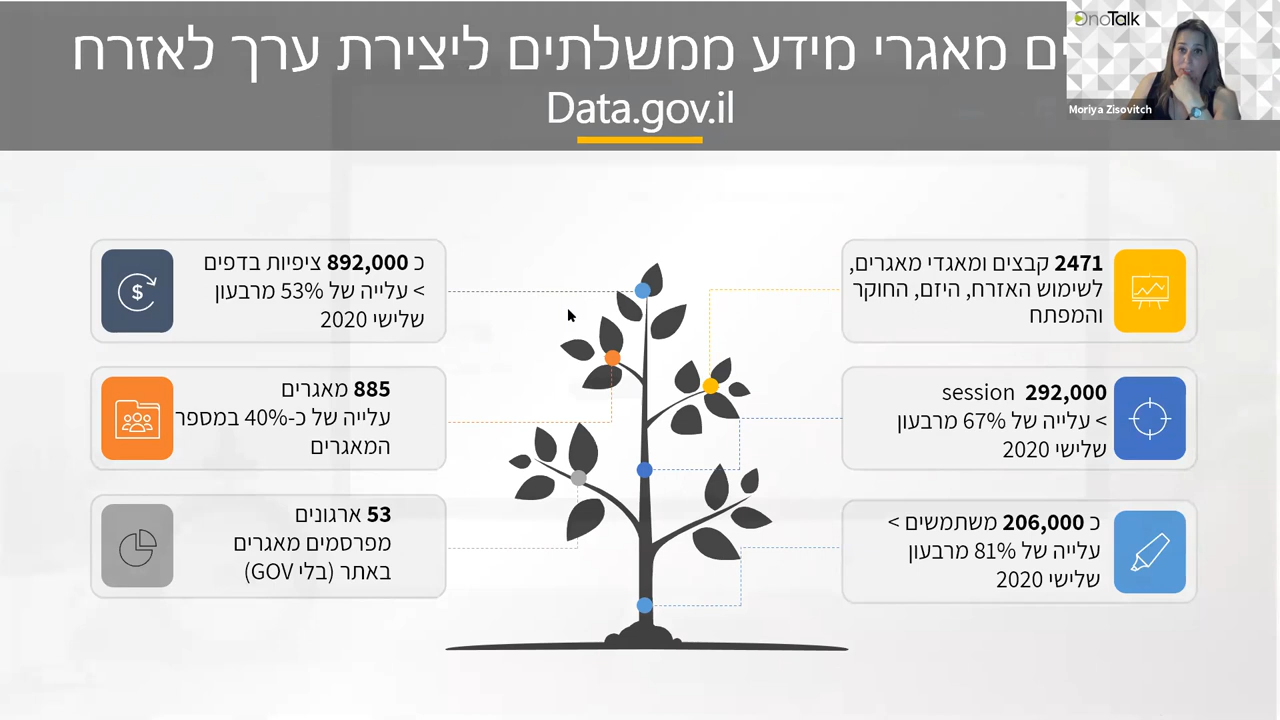 מאגרי מידע ממשלתים ליצירת ערך לאזרח
Data.gov.il
OnoTalk
Moriya Zisovitch
2471 קבצים ומאגדי מאגרים,
לשימוש האזרח, היזם, החוקר
והמפתח
292,000 session
> עלייה של 67% מרבעון
שלישי 2020
כ 206,000 משתמשים >
עלייה של 81% מרבעון
שלישי 2020
כ 892,000 ציפיות בדפים
> עלייה של 53% מרבעון
שלישי 2020
885 מאגרים
עלייה של כ-40% במספר
המאגרים
53 ארגונים
מפרסמים מאגרים
באתר (בלי GOV)
$